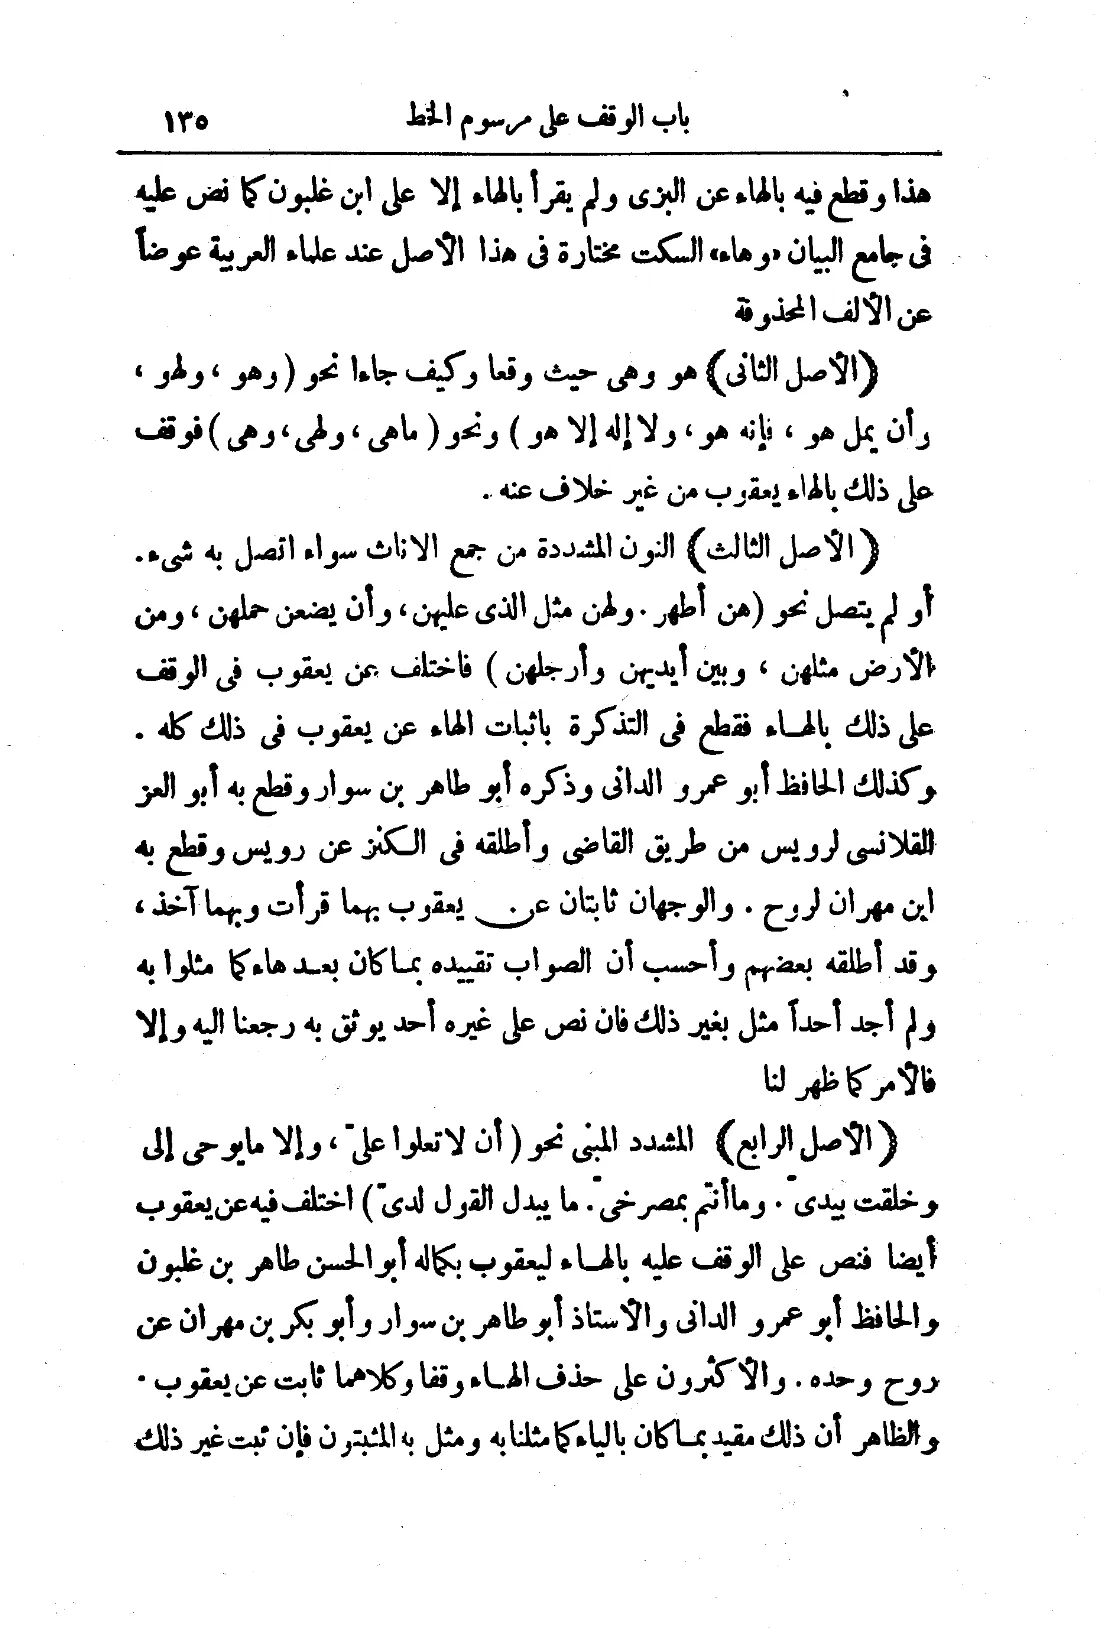 باب الوقف على مرسوم الخط ١٣٥
هذا وقطع فيه بالهاء عن البزى ولم يقرأ بالهاء إلا على ابن غلبون كما نص عليه
فى جامع البيان «وهاء» السكت مختارة فى هذا الأصل عند علماء العربية عوضاً
عن الألف المحذوفة
(الأصل الثانى) هو وهى حيث وقعا وكيف جاءا نحو (وهو ، ولهو ،
وأن يمل هو ، فإنه هو ، ولا إله إلا هو) ونحو (ماهى ، ولهى ، وهى) فوقف
على ذلك بالهاء يعقوب من غير خلاف عنه .
(الأصل الثالث) النون المشددة من جمع الاناث سواء اتصل به شىء .
أو لم يتصل نحو (هن أطهر . ولهن مثل الذى عليهن ، وأن يضعن حملهن ، ومن
الأرض مثلهن ، وبين أيديهن وأرجلهن) فاختلف عن يعقوب فى الوقف
على ذلك بالهاء فقطع فى التذكرة باثبات الهاء عن يعقوب فى ذلك كله .
وكذلك الحافظ أبو عمرو الدانى وذكره أبو طاهر بن سوار وقطع به أبو العز
القلانسى لرويس من طريق القاضى وأطلقه فى الكنز عن رويس وقطع به
ابن مهران لروح . والوجهان ثابتان عن يعقوب بهما قرأت وبهما آخذ ،
وقد أطلقه بعضهم وأحسب أن الصواب تقييده بما كان بعد هاء كما مثلوا به
ولم أجد أحداً مثل بغير ذلك فان نص على غيره أحد يوثق به رجعنا اليه وإلا
فالأمر كما ظهر لنا
(الأصل الرابع) المشدد المبنى نحو (أن لا تعلوا علىّ ، وإلا مايوحى إلى
وخلقت بيدىّ . وما أنتم بمصرخىّ . ما يبدل القول لدىّ) اختلف فيه عن يعقوب
أيضا فنص على الوقف عليه بالهاء ليعقوب بكماله أبو الحسن طاهر بن غلبون
والحافظ أبو عمرو الدانى والأستاذ أبو طاهر بن سوار وأبو بكر بن مهران عن
روح وحده . والأكثرون على حذف الهاء وقفا وكلاهما ثابت عن يعقوب .
والظاهر أن ذلك مقيد بما كان بالياء كما مثلنا به ومثل به المثبتون فإن ثبت غير ذلك